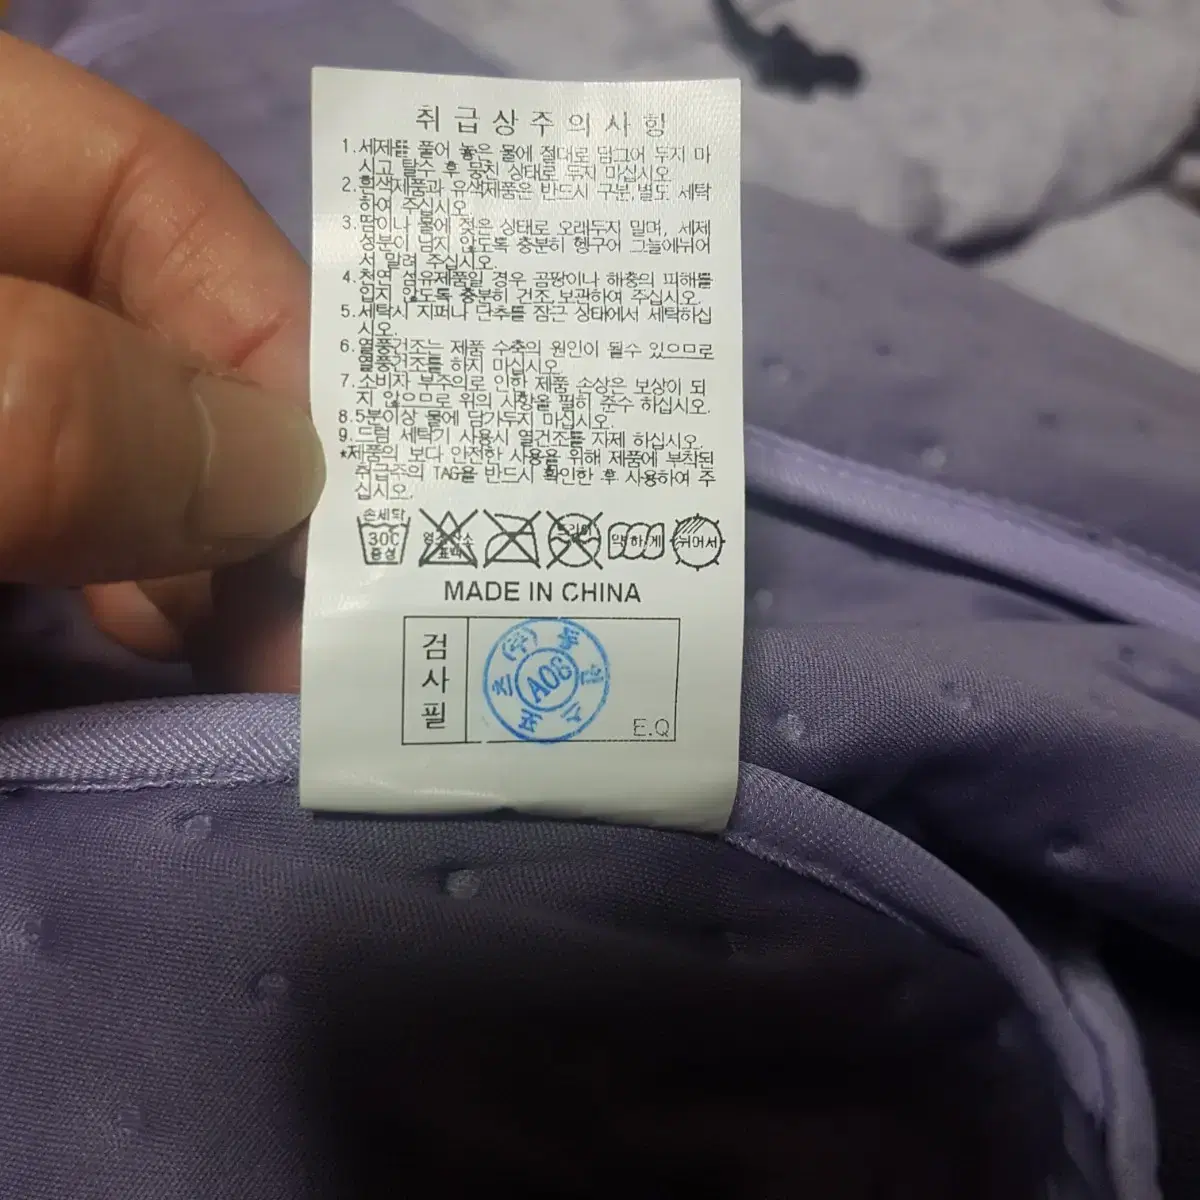 취급상주의사항
1. 세제를 풀어 놓은 물에 절대로 담그어 두지 마
시고 탈수 후 뭉친 상태로 두지 마십시오.
2. 흰색제품과 유색제품은 반드시 구분,별도 세탁
하여 주십시오.
3. 땀이나 물에 젖은 상태로 오래두지 말며, 세제
성분이 남지 않도록 충분히 헹구어 그늘에뉘어
서 말려 주십시오.
4. 천연 섬유제품일 경우 곰팡이나 해충의 피해를
입지 않도록 충분히 건조,보관하여 주십시오.
5. 세탁시 지퍼나 단추를 잠근 상태에서 세탁하십
시오.
6. 열풍건조는 제품 수축의 원인이 될수 있으므로
열풍건조를 하지 마십시오.
7. 소비자 부주의로 인한 제품 손상은 보상이 되
지 않으므로 위의 사항을 필히 준수 하십시오.
8. 5분이상 물에 담가두지 마십시오.
9. 드럼 세탁기 사용시 열건조를 자제 하십시오.
*제품의 보다 안전한 사용을 위해 제품에 부착된
취급주의 TAG을 반드시 확인한 후 사용하여 주
십시오.
손세탁 30C 중성 염소산소 표백 드라이 약하게 뉘어서
MADE IN CHINA
검사필
(주)
A06
E.Q